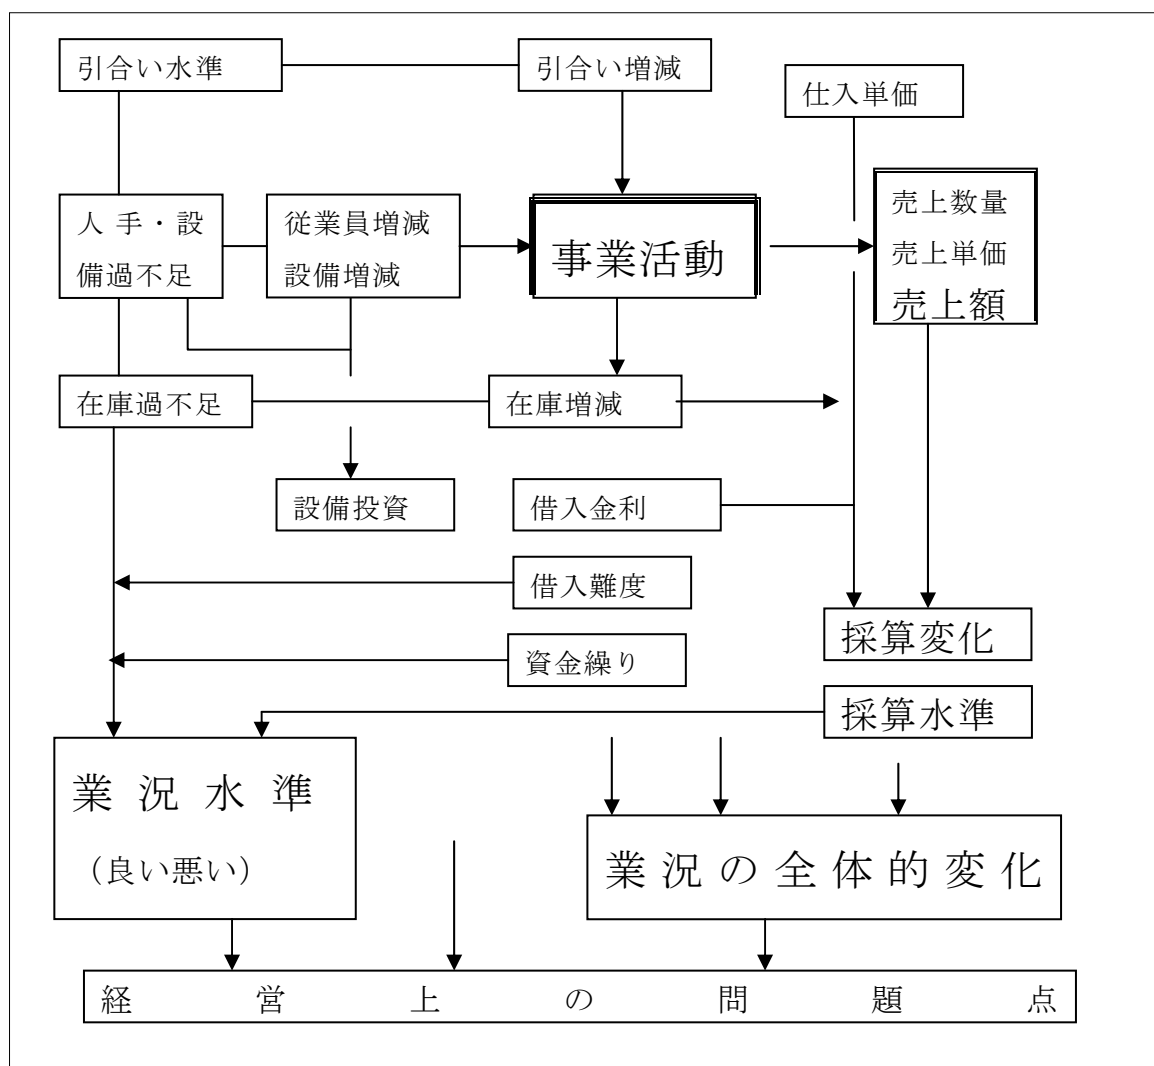 引合い水準
引合い増減
仕入単価
人 手・設
備過不足
従業員増減
設備増減
事業活動
売上数量
売上単価
売上額
在庫過不足
在庫増減
設備投資
借入金利
借入難度
採算変化
資金繰り
採算水準
業 況 水 準
（良い悪い）
業 況 の 全 体 的 変 化
経 営 上 の 問 題 点